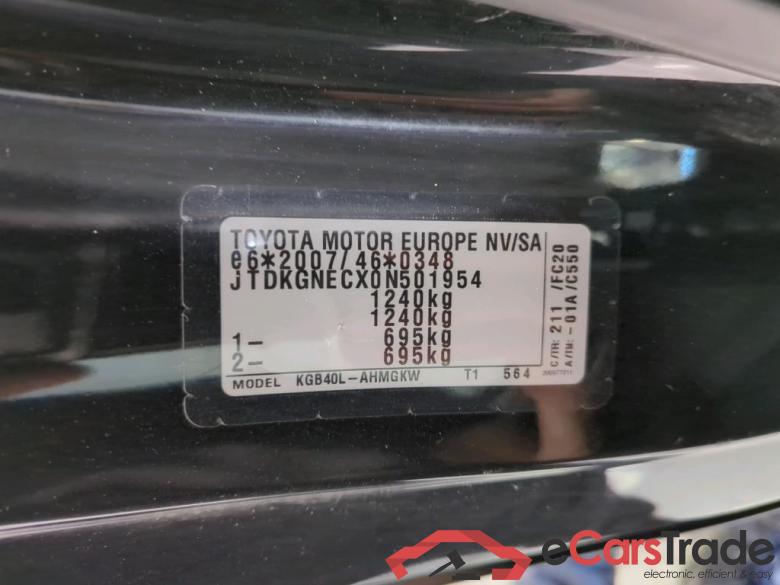 TOYOTA MOTOR EUROPE NV/SA
e6*2007/46*0348
JTDKGNECX0N501954
1240kg
1240kg
1- 695kg
2- 695kg
MODEL KGB40L-AHMGKW T1 564
C/TR: 211 /FC20
A/TM: -01A /C550
eCarsTrade
electronic, efficient & easy